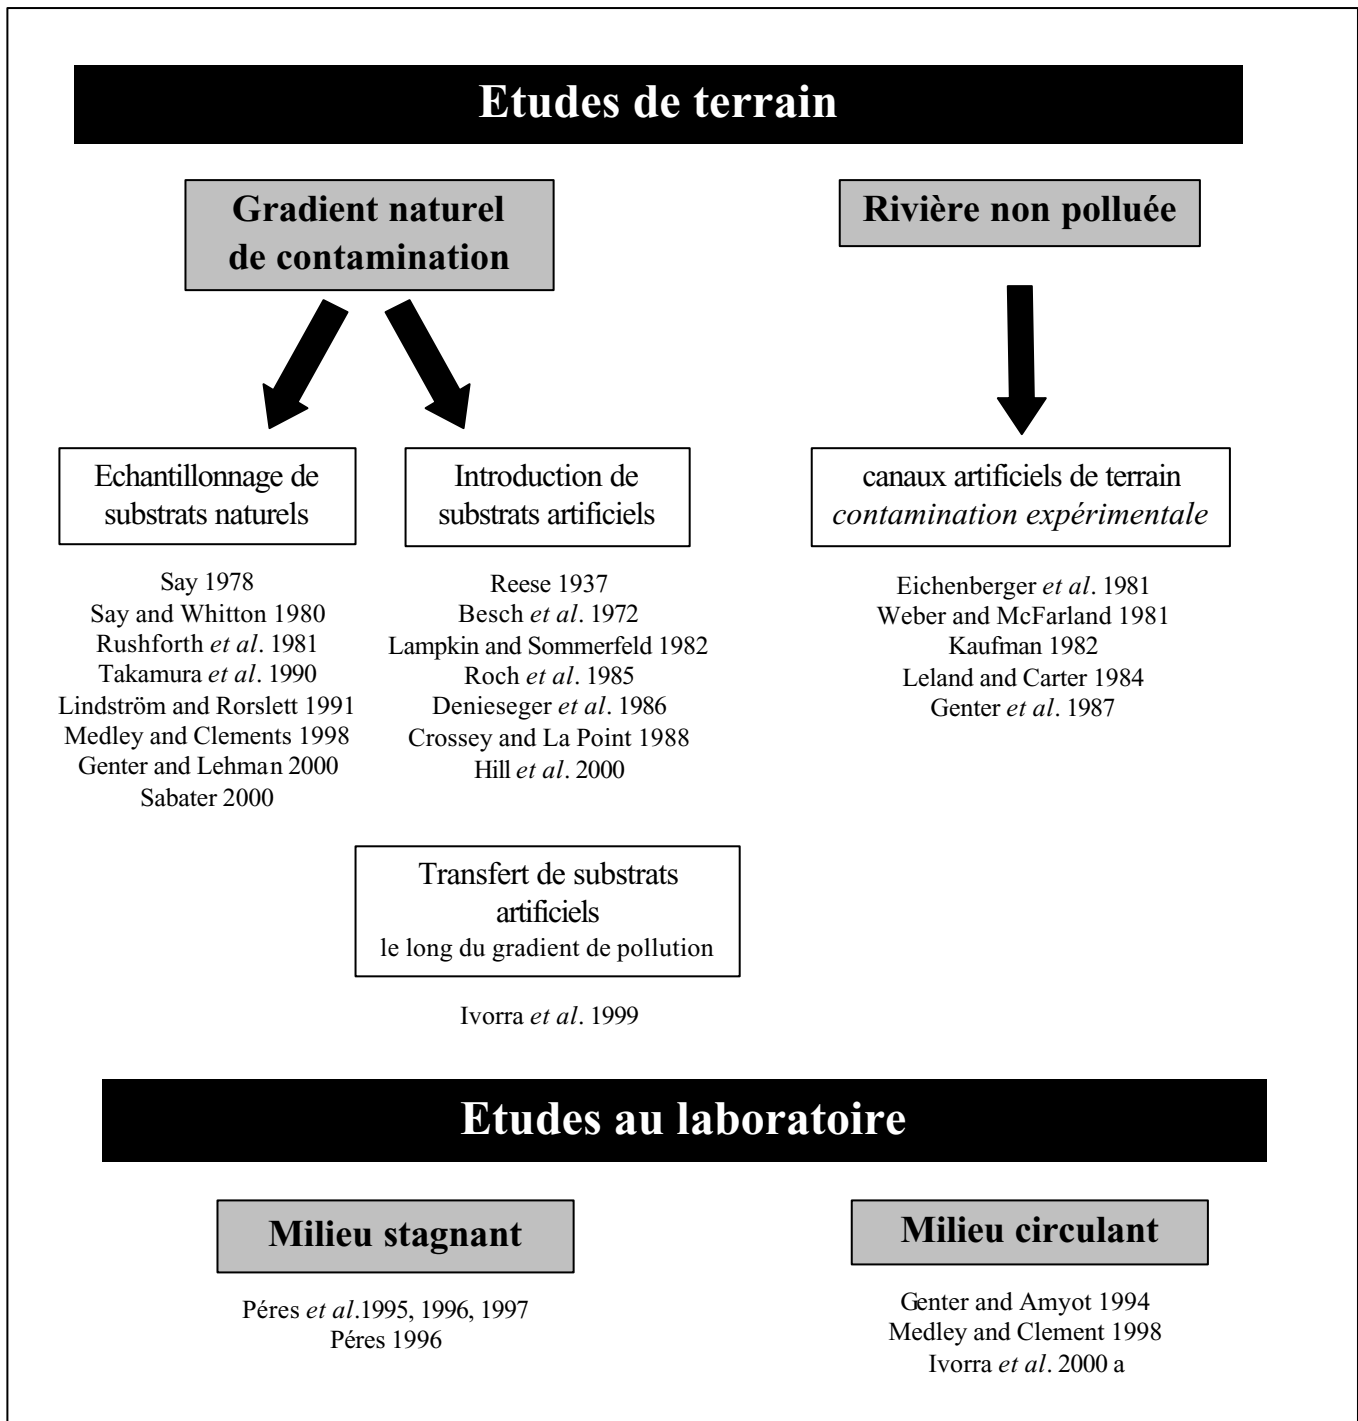 Etudes de terrain
Gradient naturel
de contamination
Rivière non polluée
Echantillonnage de
substrats naturels
Say 1978
Say and Whitton 1980
Rushforth et al. 1981
Takamura et al. 1990
Lindström and Rorslett 1991
Medley and Clements 1998
Genter and Lehman 2000
Sabater 2000
Introduction de
substrats artificiels
Reese 1937
Besch et al. 1972
Lampkin and Sommerfeld 1982
Roch et al. 1985
Denieseger et al. 1986
Crossey and La Point 1988
Hill et al. 2000
canaux artificiels de terrain
contamination expérimentale
Eichenberger et al. 1981
Weber and McFarland 1981
Kaufman 1982
Leland and Carter 1984
Genter et al. 1987
Transfert de substrats
artificiels
le long du gradient de pollution
Ivorra et al. 1999
Etudes au laboratoire
Milieu stagnant
Péres et al.1995, 1996, 1997
Péres 1996
Milieu circulant
Genter and Amyot 1994
Medley and Clement 1998
Ivorra et al. 2000 a